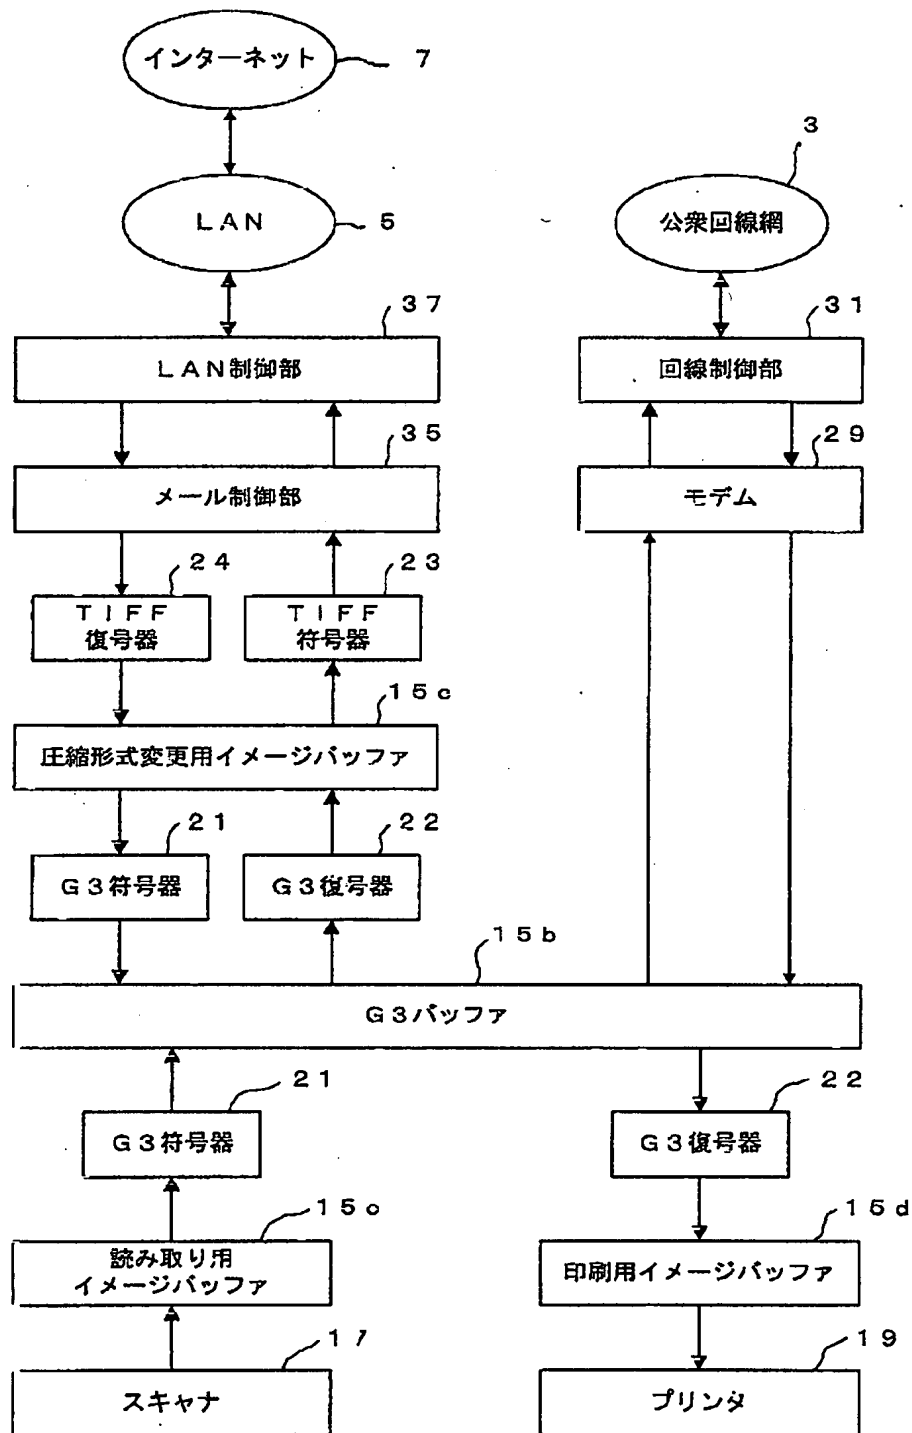 インターネット
7
3
LAN
5
公衆回線網
37
31
LAN制御部
回線制御部
35
29
メール制御部
モデム
24
23
TIFF
復号器
TIFF
符号器
15c
圧縮形式変更用イメージバッファ
21
22
G3符号器
G3復号器
15b
G3バッファ
21
22
G3符号器
G3復号器
15c
15d
読み取り用
イメージバッファ
印刷用イメージバッファ
17
19
スキャナ
プリンタ